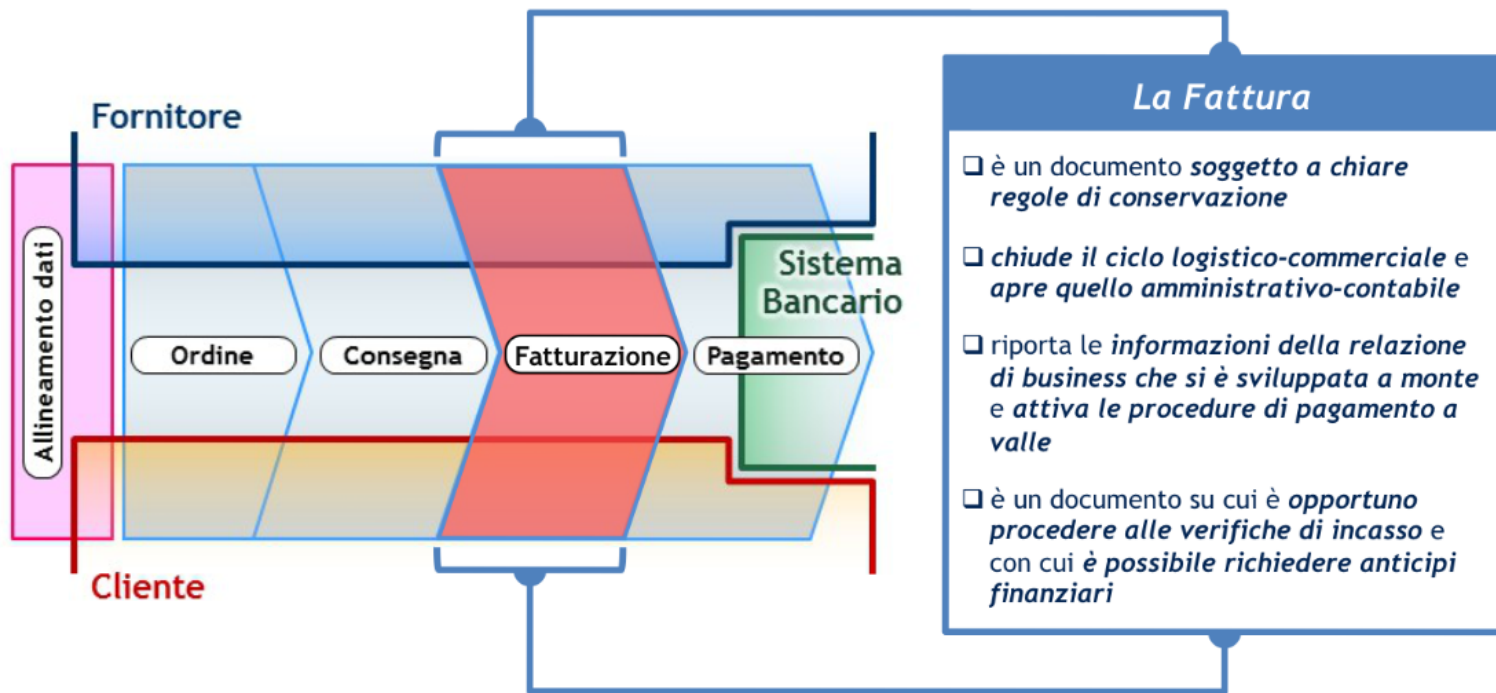 Fornitore
Allineamento dati
Ordine
Consegna
Fatturazione
Pagamento
Sistema
Bancario
Cliente
La Fattura
❑ è un documento soggetto a chiare
regole di conservazione
❑ chiude il ciclo logistico-commerciale e
apre quello amministrativo-contabile
❑ riporta le informazioni della relazione
di business che si è sviluppata a monte
e attiva le procedure di pagamento a
valle
❑ è un documento su cui è opportuno
procedere alle verifiche di incasso e
con cui è possibile richiedere anticipi
finanziari